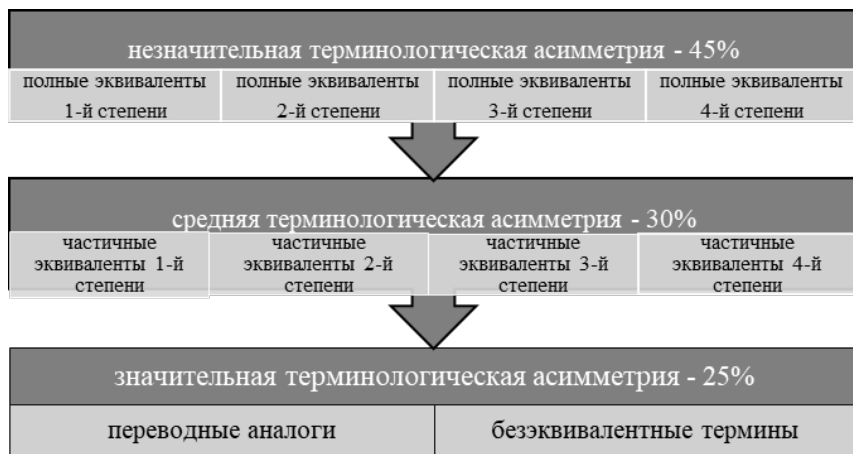 незначительная терминологическая асимметрия - 45%
полные эквиваленты 1-й степени
полные эквиваленты 2-й степени
полные эквиваленты 3-й степени
полные эквиваленты 4-й степени
средняя терминологическая асимметрия - 30%
частичные эквиваленты 1-й степени
частичные эквиваленты 2-й степени
частичные эквиваленты 3-й степени
частичные эквиваленты 4-й степени
значительная терминологическая асимметрия - 25%
переводные аналоги
безэквивалентные термины